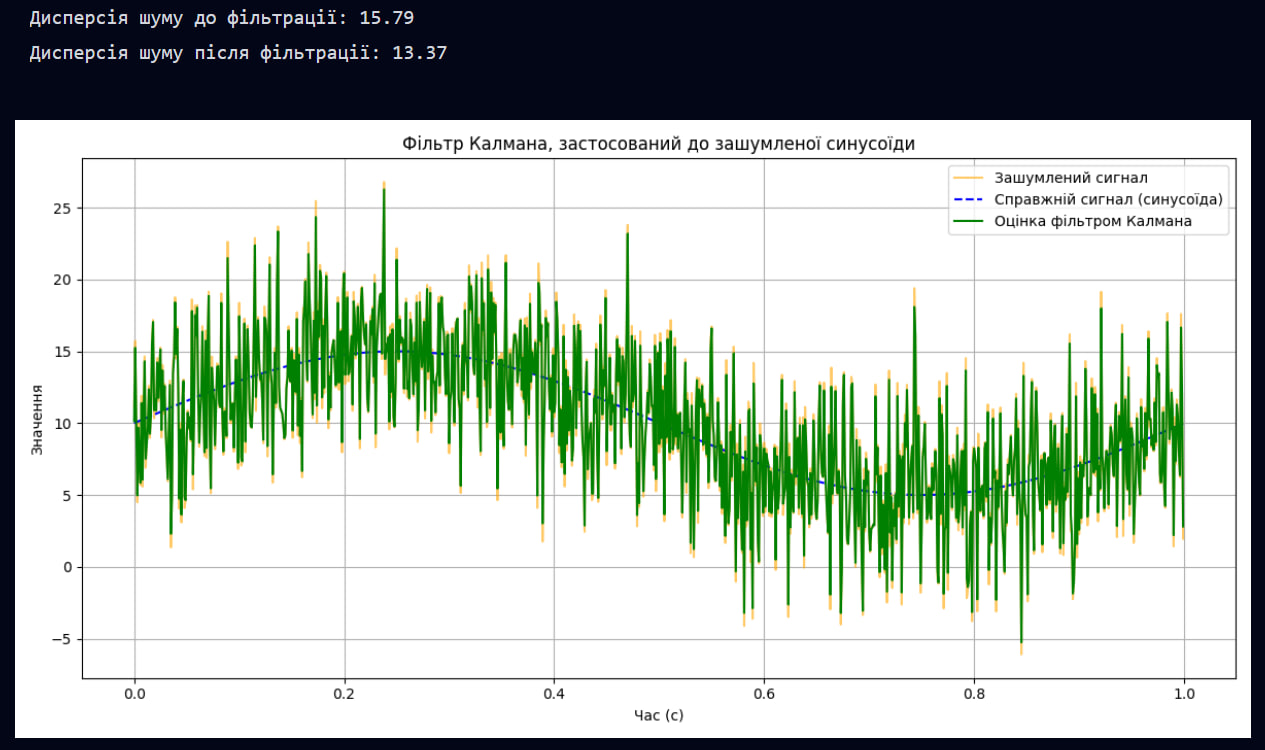 Дисперсія шуму до фільтрації: 15.79
Дисперсія шуму після фільтрації: 13.37
Фільтр Калмана, застосований до зашумленої синусоїди
Зашумлений сигнал
Справжній сигнал (синусоїда)
Оцінка фільтром Калмана
Значення
25
20
15
10
5
0
−5
0.0 0.2 0.4 0.6 0.8 1.0
Час (с)